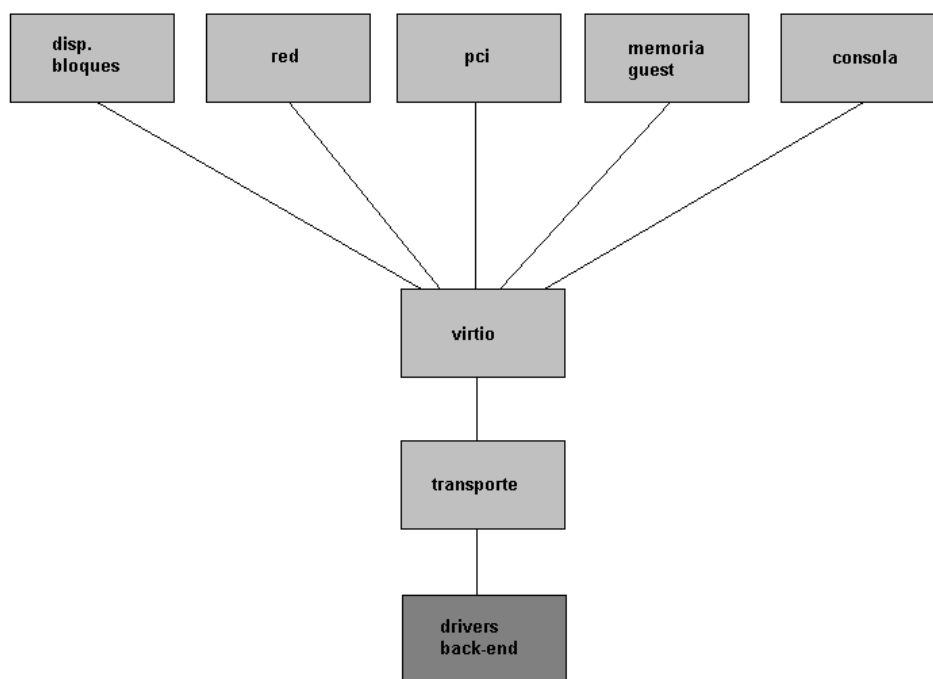 disp.
bloques
red
pci
memoria
guest
consola
virtio
transporte
drivers
back-end